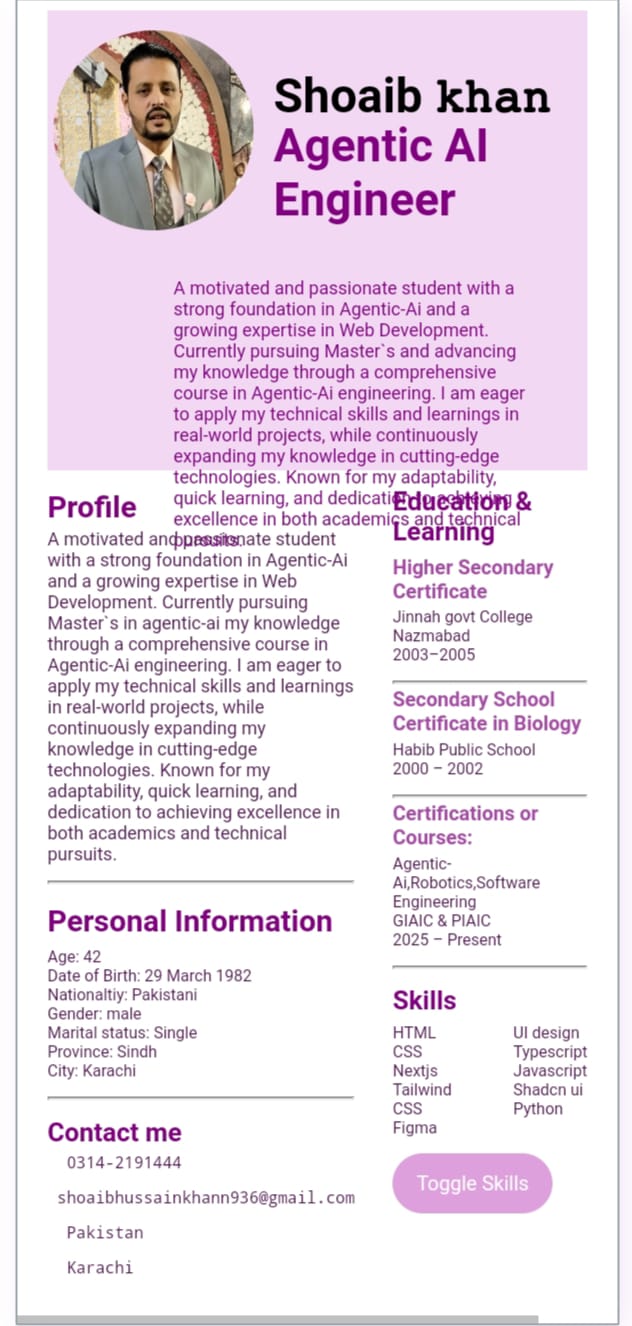 Shoaib khan
Agentic AI
Engineer
A motivated and passionate student with a
strong foundation in Agentic-Ai and a
growing expertise in Web Development.
Currently pursuing Master`s and advancing
my knowledge through a comprehensive
course in Agentic-Ai engineering. I am eager
to apply my technical skills and learnings in
real-world projects, while continuously
expanding my knowledge in cutting-edge
technologies. Known for my adaptability,
quick learning, and dedication to achieving
excellence in both academics and technical
pursuits.
Profile
A motivated and passionate student
with a strong foundation in Agentic-Ai
and a growing expertise in Web
Development. Currently pursuing
Master`s in agentic-ai my knowledge
through a comprehensive course in
Agentic-Ai engineering. I am eager to
apply my technical skills and learnings
in real-world projects, while
continuously expanding my
knowledge in cutting-edge
technologies. Known for my
adaptability, quick learning, and
dedication to achieving excellence in
both academics and technical
pursuits.
Personal Information
Age: 42
Date of Birth: 29 March 1982
Nationaltiy: Pakistani
Gender: male
Marital status: Single
Province: Sindh
City: Karachi
Contact me
0314-2191444
shoaibhussainkhann936@gmail.com
Pakistan
Karachi
Education &
Learning
Higher Secondary
Certificate
Jinnah govt College
Nazmabad
2003–2005
Secondary School
Certificate in Biology
Habib Public School
2000 – 2002
Certifications or
Courses:
Agentic-
Ai,Robotics,Software
Engineering
GIAIC & PIAIC
2025 – Present
Skills
HTML
CSS
Nextjs
Tailwind
CSS
Figma
UI design
Typescript
Javascript
Shadcn ui
Python
Toggle Skills